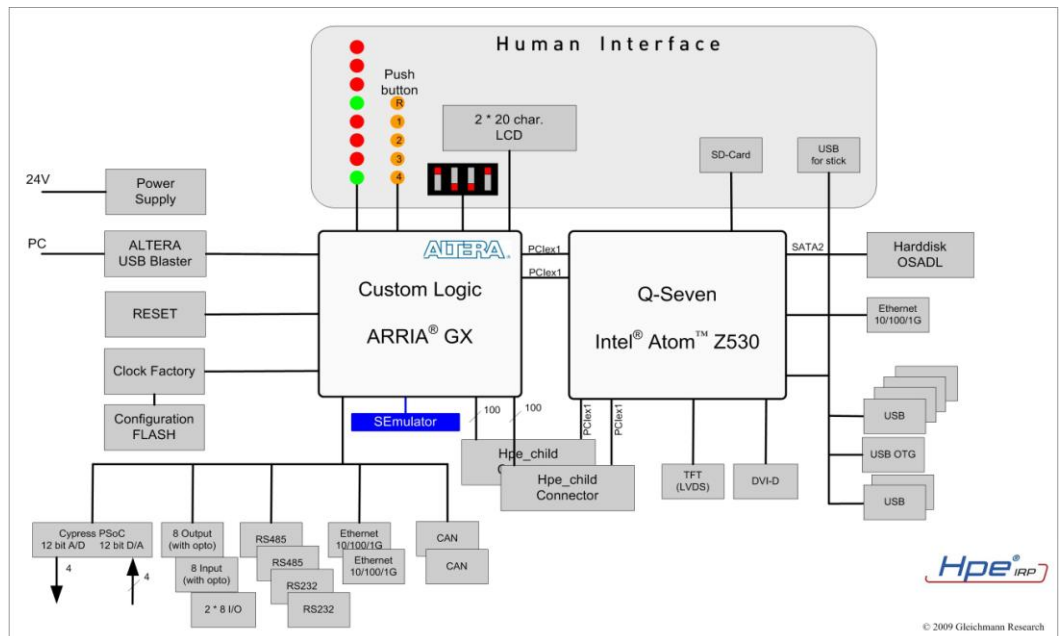 Human Interface
Push
button
R
1
2
3
4
2 * 20 char.
LCD
SD-Card
USB
for stick
24V
Power
Supply
PC
ALTERA
USB Blaster
ALTERA.
Custom Logic
ARRIA® GX
PCIex1
PCIex1
Q-Seven
Intel® Atom™ Z530
SATA2
Harddisk
OSADL
RESET
Ethernet
10/100/1G
Clock Factory
Configuration
FLASH
SEmulator
100
100
PCIex1
PCIex1
USB
USB OTG
USB
Hpe_child
Hpe_child
Connector
TFT
(LVDS)
DVI-D
Cypress PSoC
12 bit A/D 12 bit D/A
4
4
8 Output
(with opto)
8 Input
(with opto)
2 * 8 I/O
RS485
RS485
RS232
RS232
Ethernet
10/100/1G
Ethernet
10/100/1G
CAN
CAN
Hpe® IRP
© 2009 Gleichmann Research